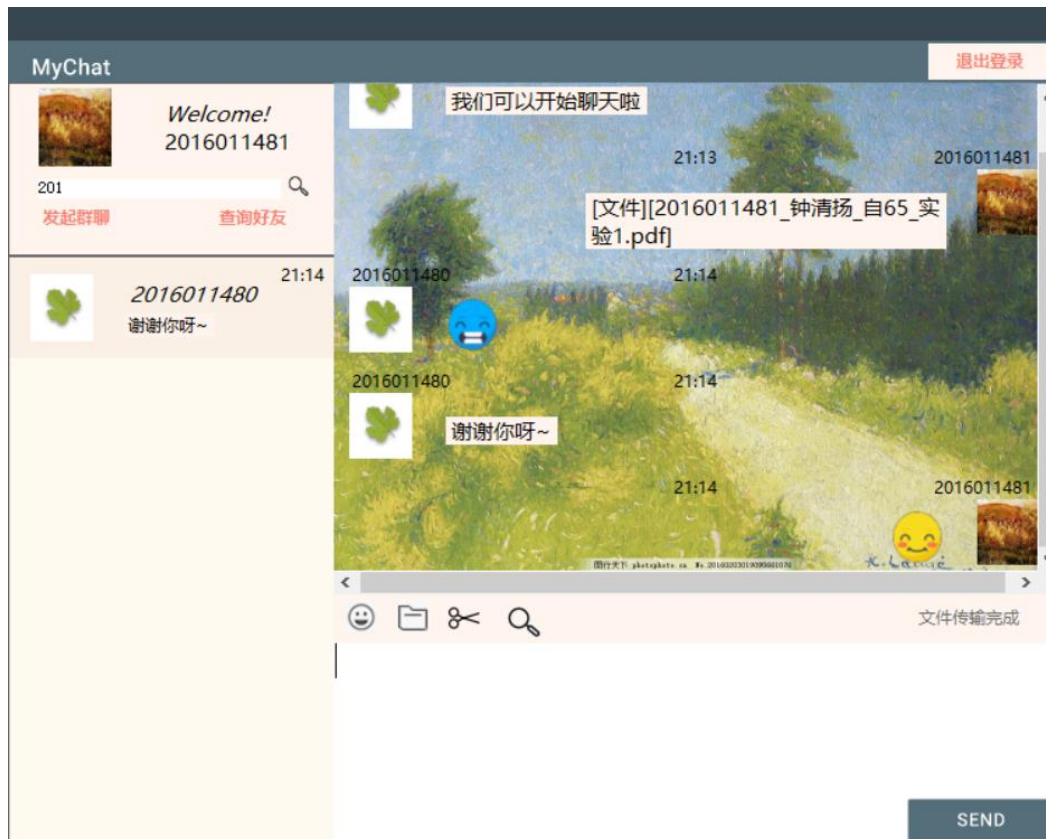 MyChat
退出登录
Welcome!
2016011481
201
发起群聊
查询好友
21:14
2016011480
谢谢你呀~
我们可以开始聊天啦
21:13
2016011481
[文件][2016011481_钟清扬_自65_实
验1.pdf]
2016011480
21:14
2016011480
21:14
谢谢你呀~
21:14
2016011481
文件传输完成
SEND